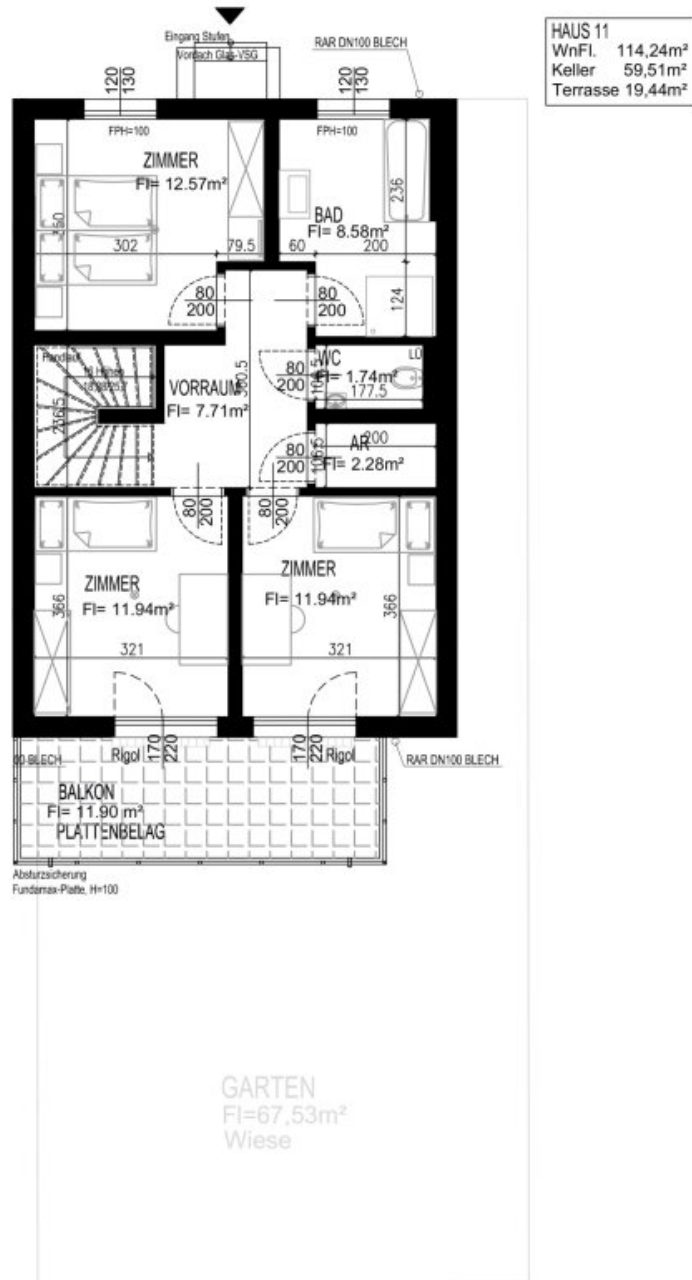 Eingang Stufen
Vordach Glas-VSG
RAR DN100 BLECH
HAUS 11
WnFl. 114,24m²
Keller 59,51m²
Terrasse 19,44m²
120
130
120
130
FPH=100
FPH=100
ZIMMER
Fl= 12.57m²
BAD
Fl= 8.58m²
236
302
79.5
60
200
124
80
200
80
200
Handlauf
VORRAUM
Fl= 7.71m²
WC
Fl= 1.74m²
177.5
80
200
AR
200
Fl= 2.28m²
106.5
80
200
80
200
80
200
ZIMMER
Fl= 11.94m²
366
321
ZIMMER
Fl= 11.94m²
366
321
170
220
170
220
Rigol
Rigol
BLECH
RAR DN100 BLECH
BALKON
Fl= 11.90 m²
PLATTENBELAG
Absturzsicherung
Fundamax-Platte, H=100
GARTEN
Fl=67,53m²
Wiese